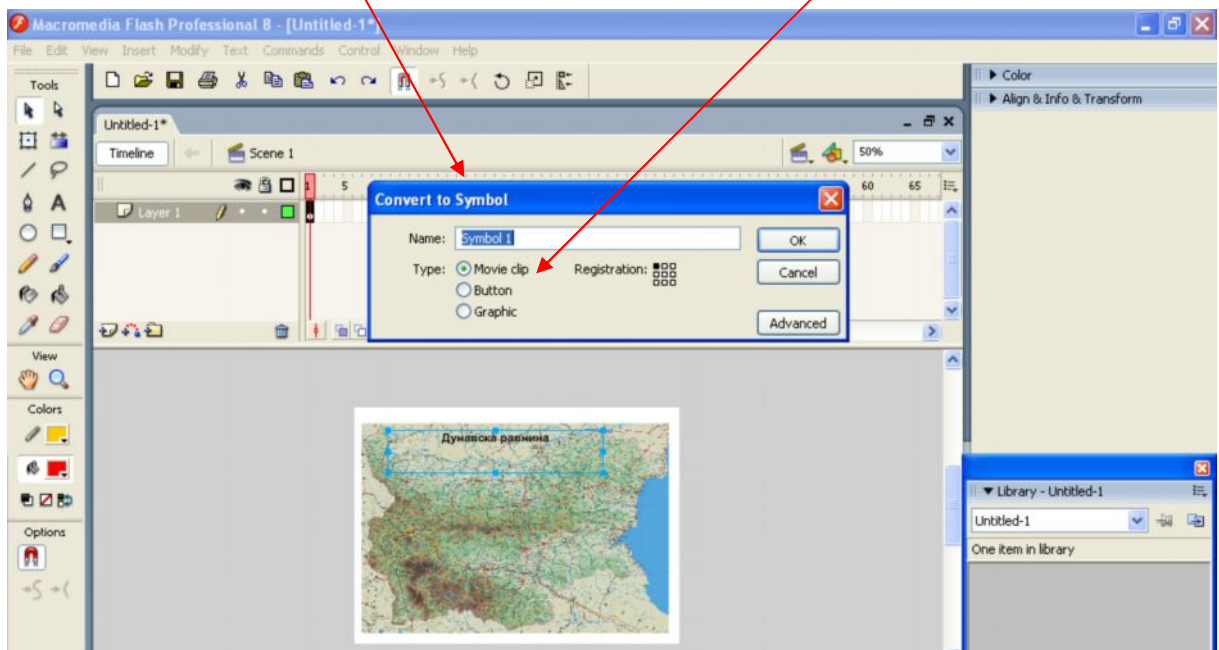 Macromedia Flash Professional 8 - [Untitled-1*]
File Edit View Insert Modify Text Commands Control Window Help
Tools
Color
Align & Info & Transform
Untitled-1*
Timeline
Scene 1
50%
1 5 60 65
Layer 1
Convert to Symbol
Name: Symbol 1
OK
Type: Movie clip
Registration:
Cancel
Button
Graphic
Advanced
View
Colors
Options
Дунавска равнина
Library - Untitled-1
Untitled-1
One item in library